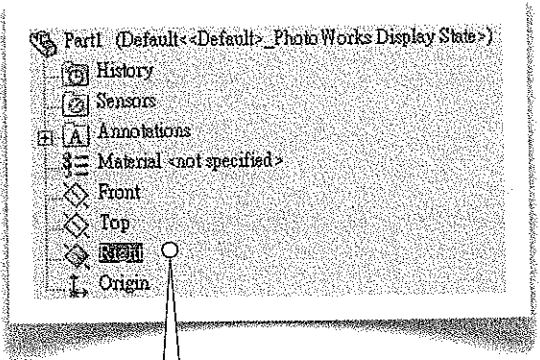 Part1 (Default<<Default>_PhotoWorks Display State>)
History
Sensors
Annotations
Material <not specified>
Front
Top
Right
Origin